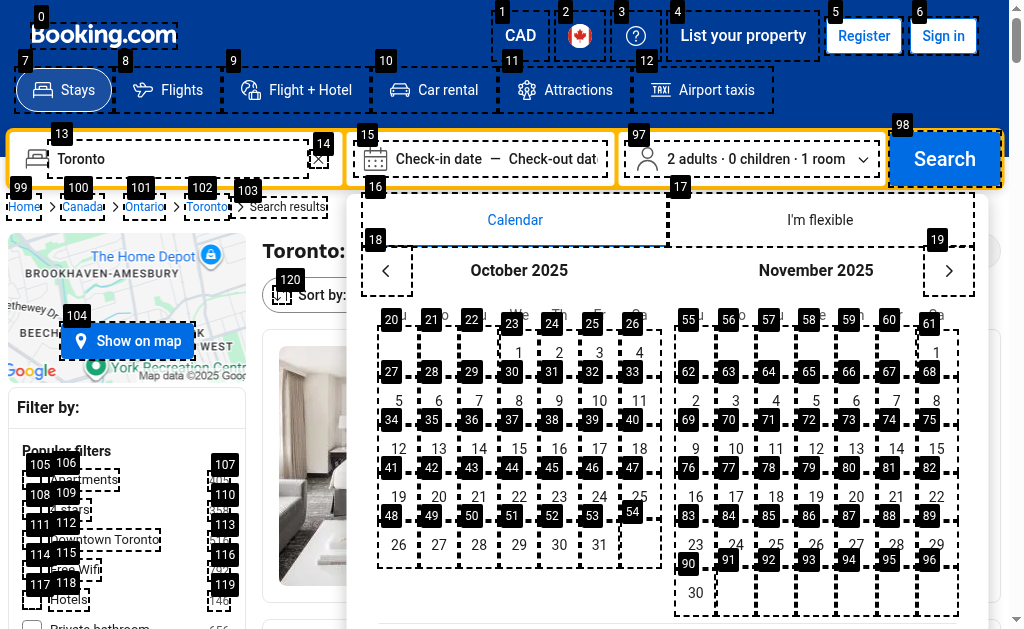 0
Booking.com
1
CAD
2
3
4
List your property
5
Register
6
Sign in
7
Stays
8
Flights
9
Flight + Hotel
10
Car rental
11
Attractions
12
Airport taxis
13
Toronto
14
15
Check-in date — Check-out dat
97
2 adults · 0 children · 1 room
98
Search
99
Home
100
Canada
101
Ontario
102
Toronto
103
Search results
16
Calendar
17
I'm flexible
18
October 2025
November 2025
19
20 21 22 23 24 25 26
1 2 3 4
27 28 29 30 31 32 33
5 6 7 8 9 10 11
34 35 36 37 38 39 40
12 13 14 15 16 17 18
41 42 43 44 45 46 47
19 20 21 22 23 24 25
48 49 50 51 52 53 54
26 27 28 29 30 31
55 56 57 58 59 60 61
1
62 63 64 65 66 67 68
2 3 4 5 6 7 8
69 70 71 72 73 74 75
9 10 11 12 13 14 15
76 77 78 79 80 81 82
16 17 18 19 20 21 22
83 84 85 86 87 88 89
23 24 25 26 27 28 29
90 91 92 93 94 95 96
30
The Home Depot
BROOKHAVEN-AMESBURY
104
Show on map
WEST
York Recreation
Map data ©2025 Goo
Toronto:
120
Sort by:
Filter by:
Popular filters
105 106 107
Apartments
108 109 110
4 stars
111 112 113
Downtown Toronto
114 115 116
Free Wifi
117 118 119
Hotels 146
Private bathroom 656